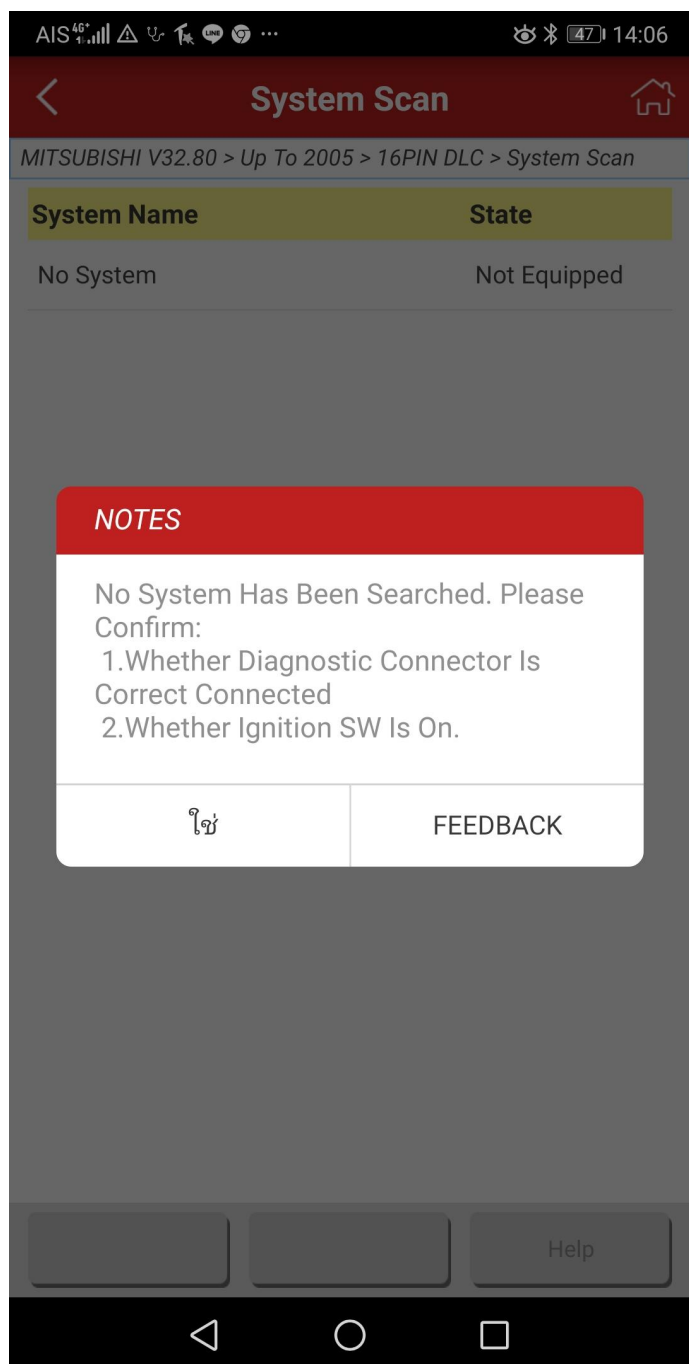 AIS 4G+ LINE ... 47 14:06
System Scan
MITSUBISHI V32.80 > Up To 2005 > 16PIN DLC > System Scan
System Name State
No System Not Equipped
NOTES
No System Has Been Searched. Please
Confirm:
1.Whether Diagnostic Connector Is
Correct Connected
2.Whether Ignition SW Is On.
ใช่ FEEDBACK
Help